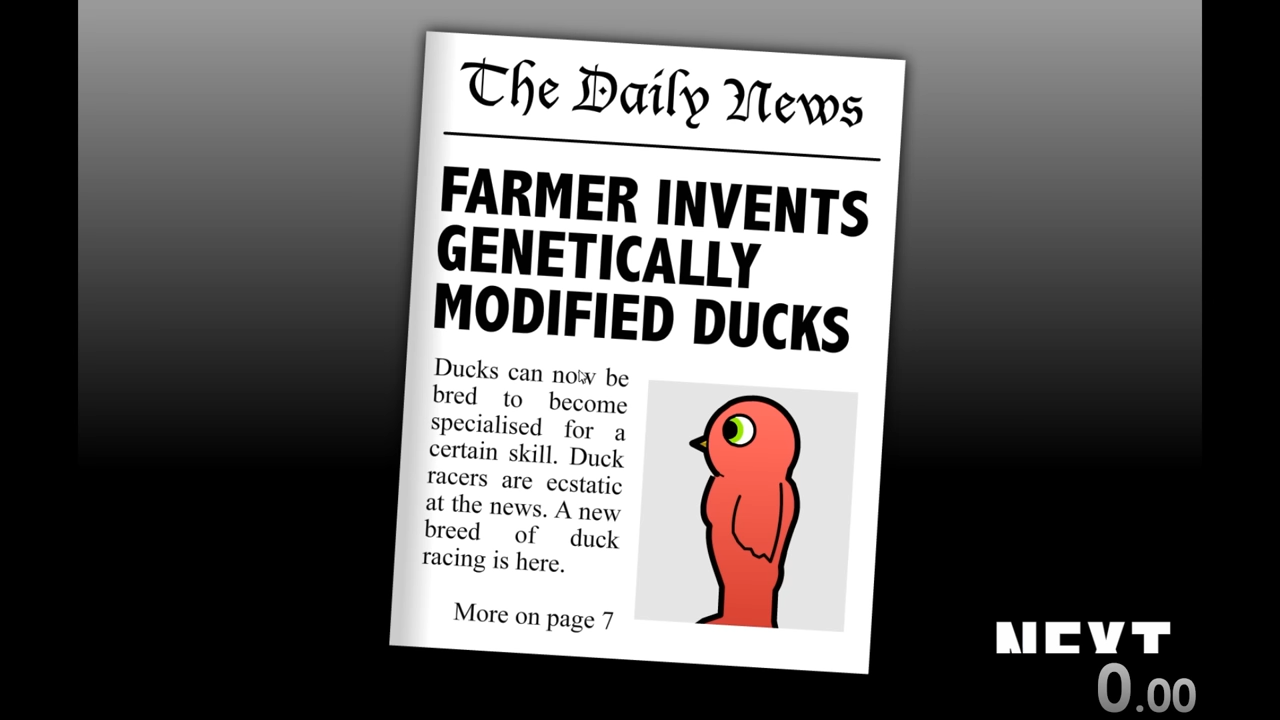 The Daily News
FARMER INVENTS
GENETICALLY
MODIFIED DUCKS
Ducks can now be
bred to become
specialised for a
certain skill. Duck
racers are ecstatic
at the news. A new
breed of duck
racing is here.
More on page 7
NEXT
0.00